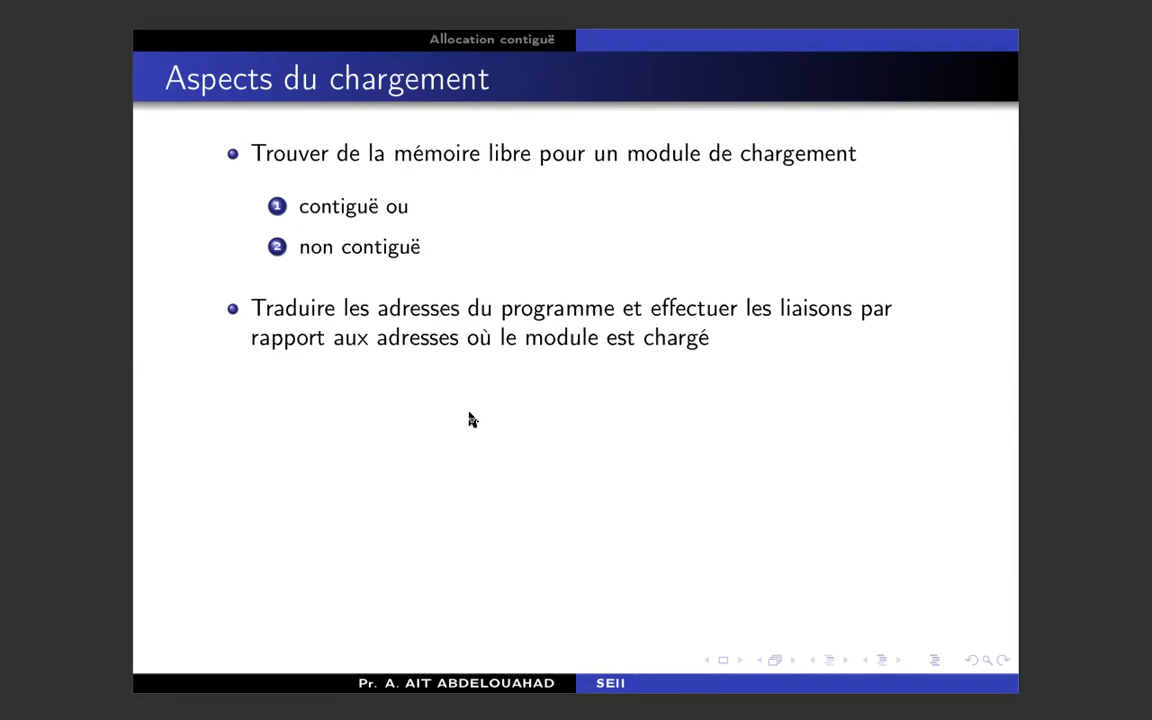 Allocation contiguë
Aspects du chargement
Trouver de la mémoire libre pour un module de chargement
1 contiguë ou
2 non contiguë
Traduire les adresses du programme et effectuer les liaisons par
rapport aux adresses où le module est chargé
Pr. A. AIT ABDELOUAHAD SEII